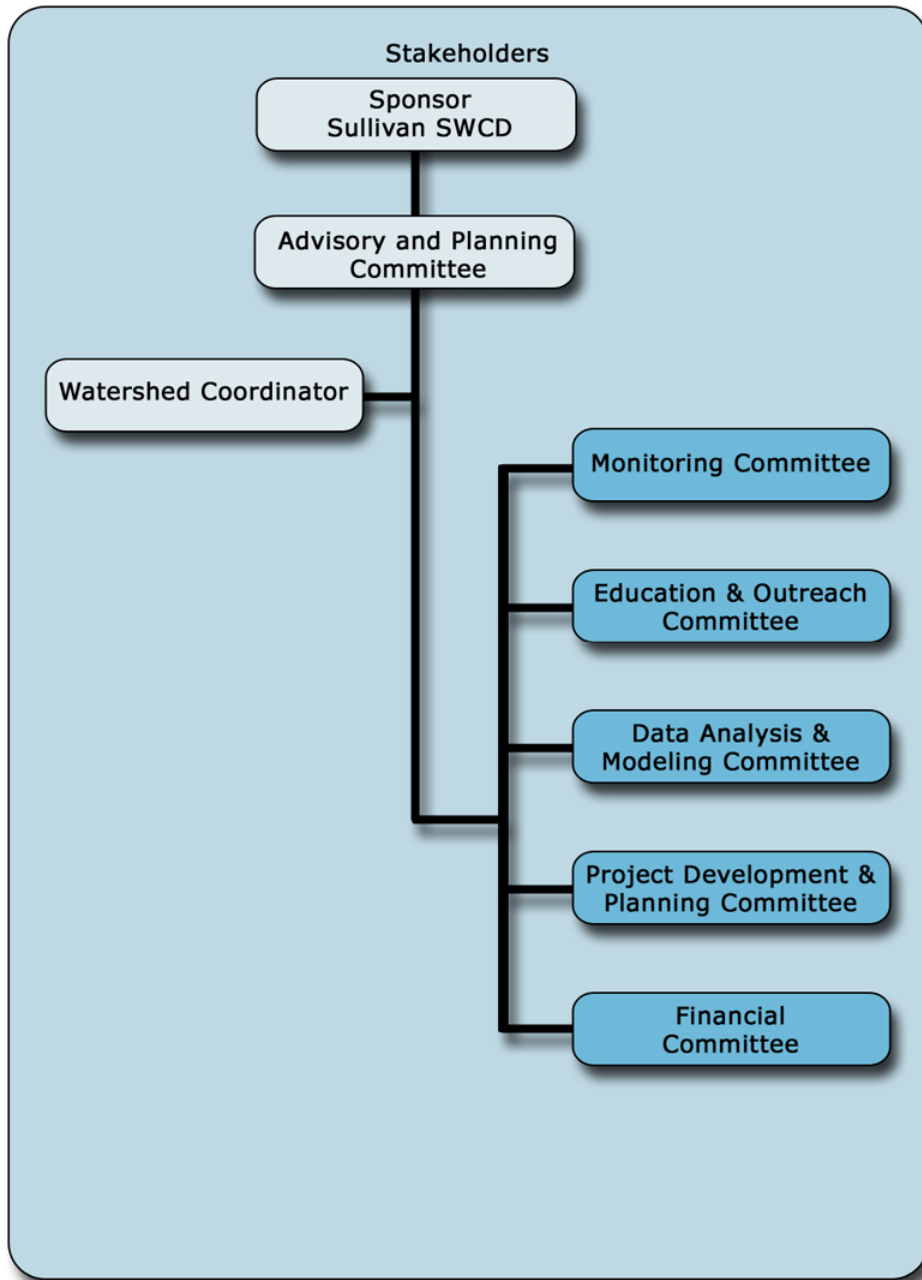 Stakeholders
Sponsor
Sullivan SWCD
Advisory and Planning
Committee
Watershed Coordinator
Monitoring Committee
Education & Outreach
Committee
Data Analysis &
Modeling Committee
Project Development &
Planning Committee
Financial
Committee